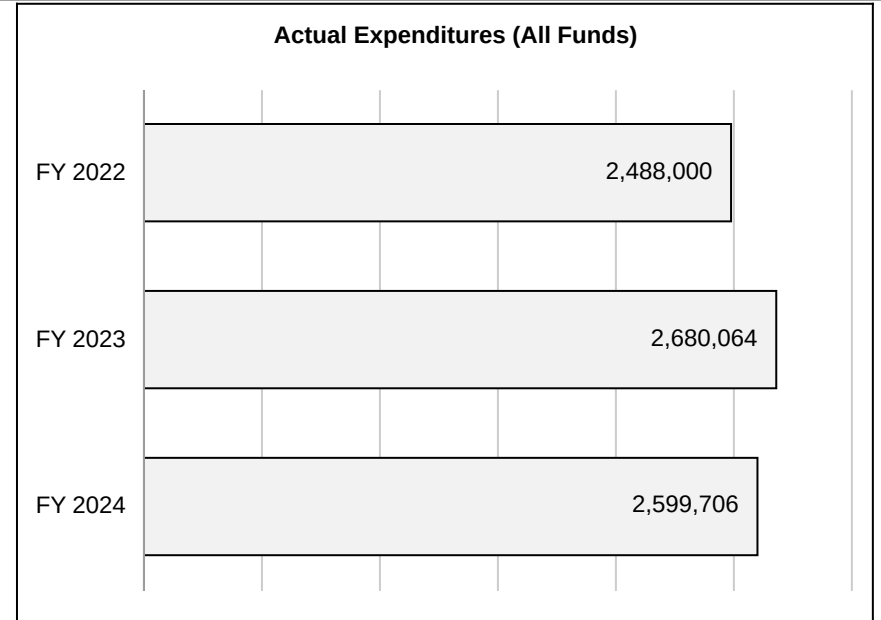 Actual Expenditures (All Funds)
FY 2022
2,488,000
FY 2023
2,680,064
FY 2024
2,599,706